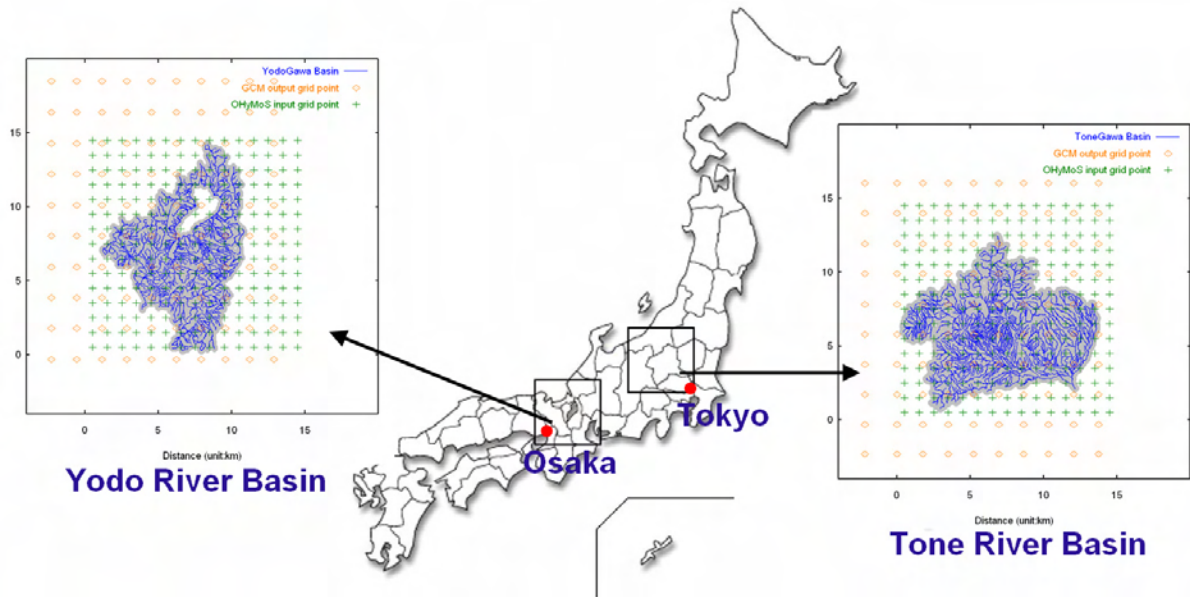 YodoGawa Basin
GCM output grid point
OHyMoS input grid point
15
10
5
0
0
5
10
15
Distance (unit:km)
Yodo River Basin
Osaka
Tokyo
ToneGawa Basin
GCM output grid point
OHyMoS input grid point
15
10
5
0
0
5
10
15
Distance (unit:km)
Tone River Basin